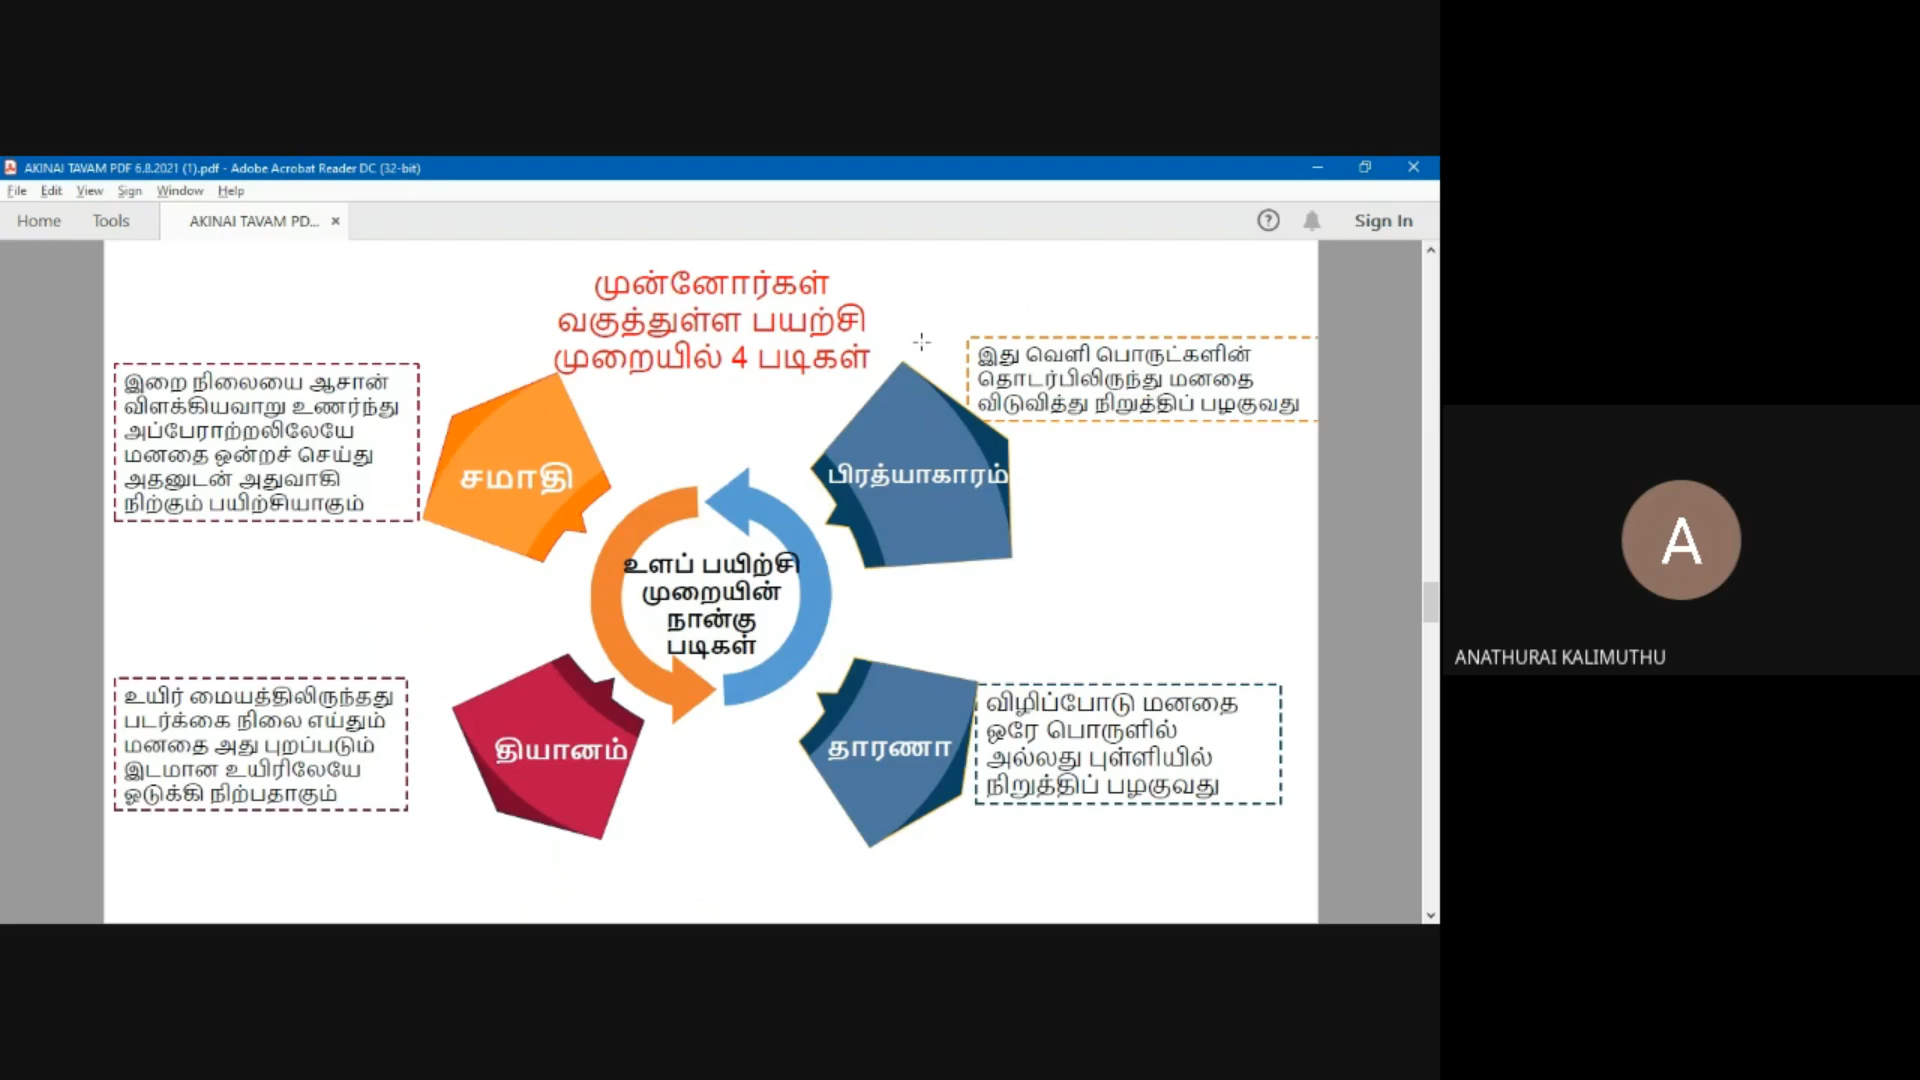 AKINAI TAVAM PDF 6.8.2021 (1).pdf - Adobe Acrobat Reader DC (32-bit)
File Edit View Sign Window Help
Home Tools AKINAI TAVAM PD... × Sign In
முன்னோர்கள்
வகுத்துள்ள பயற்சி
முறையில் 4 படிகள்
இறை நிலையை ஆசான்
விளக்கியவாறு உணர்ந்து
அப்பேராற்றலிலேயே
மனதை ஒன்றச் செய்து
அதனுடன் அதுவாகி
நிற்கும் பயிற்சியாகும்
சமாதி
பிரத்யாகாரம்
இது வெளி பொருட்களின்
தொடர்பிலிருந்து மனதை
விடுவித்து நிறுத்திப் பழகுவது
உளப் பயிற்சி
முறையின்
நான்கு
படிகள்
உயிர் மையத்திலிருந்தது
படர்க்கை நிலை எய்தும்
மனதை அது புறப்படும்
இடமான உயிரிலேயே
ஓடுக்கி நிற்பதாகும்
தியானம்
தாரணா
விழிப்போடு மனதை
ஒரே பொருளில்
அல்லது புள்ளியில்
நிறுத்திப் பழகுவது
A
ANATHURAI KALIMUTHU